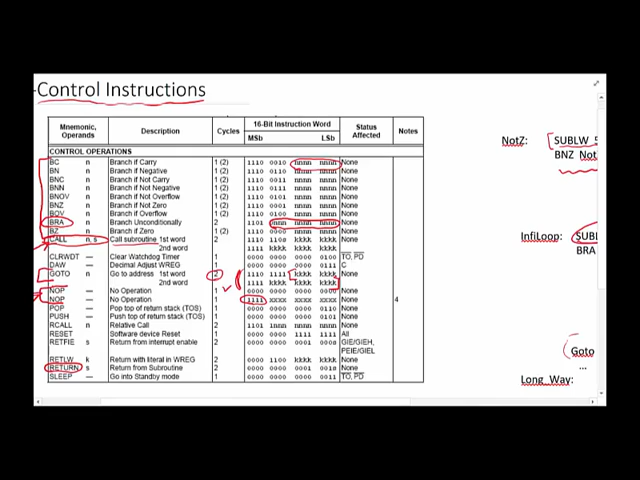 Control Instructions
Mnemonic, Operands Description Cycles 16-Bit Instruction Word MSb LSb Status Affected Notes
CONTROL OPERATIONS
BC n Branch if Carry 1 (2) 1110 0010 nnnn nnnn None
BN n Branch if Negative 1 (2) 1110 0110 nnnn nnnn None
BNC n Branch if Not Carry 1 (2) 1110 0011 nnnn nnnn None
BNN n Branch if Not Negative 1 (2) 1110 0111 nnnn nnnn None
BNOV n Branch if Not Overflow 1 (2) 1110 0101 nnnn nnnn None
BNZ n Branch if Not Zero 1 (2) 1110 0001 nnnn nnnn None
BOV n Branch if Overflow 1 (2) 1110 0100 nnnn nnnn None
BRA n Branch Unconditionally 2 1101 0nnn nnnn nnnn None
BZ n Branch if Zero 1 (2) 1110 0000 nnnn nnnn None
CALL n, s Call subroutine 1st word 2 1110 110s kkkk kkkk None
2nd word 1111 kkkk kkkk kkkk
CLRWDT — Clear Watchdog Timer 1 0000 0000 0000 0100 TO, PD
DAW — Decimal Adjust WREG 1 0000 0000 0000 0111 C
GOTO n Go to address 1st word 2 1110 1111 kkkk kkkk None
2nd word 1111 kkkk kkkk kkkk
NOP — No Operation 1 0000 0000 0000 0000 None
NOP — No Operation 1 1111 xxxx xxxx xxxx None 4
POP — Pop top of return stack (TOS) 1 0000 0000 0000 0110 None
PUSH — Push top of return stack (TOS) 1 0000 0000 0000 0101 None
RCALL n Relative Call 2 1101 1nnn nnnn nnnn None
RESET Software device Reset 1 0000 0000 1111 1111 All
RETFIE s Return from interrupt enable 2 0000 0000 0001 000s GIE/GIEH,
PEIE/GIEL
RETLW k Return with literal in WREG 2 0000 1100 kkkk kkkk None
RETURN s Return from Subroutine 2 0000 0000 0001 001s None
SLEEP — Go into Standby mode 1 0000 0000 0000 0011 TO, PD
NotZ: SUBLW
BNZ Not
InfiLoop: SUBL
BRA
Goto
...
Long_Way: